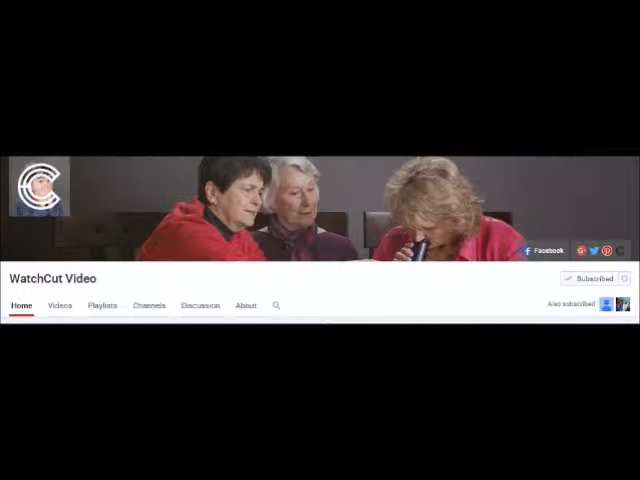 Facebook
WatchCut Video
Subscribed
Home Videos Playlists Channels Discussion About
Also subscribed